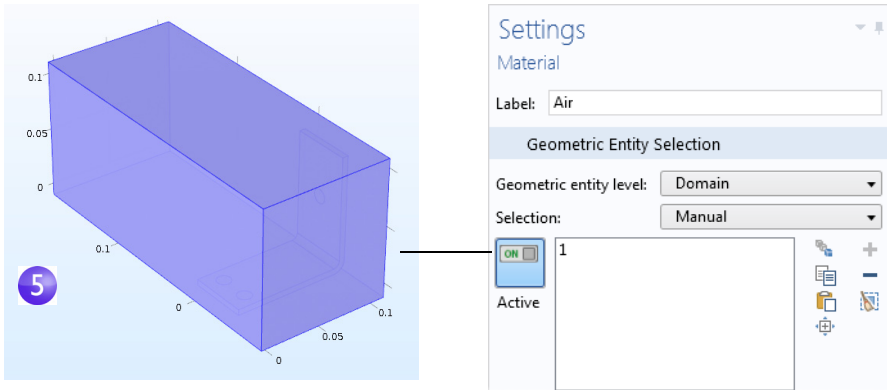 0.1
0.05
0
0.1
0
0.1
0.05
0
5
Settings
Material
Label: Air
Geometric Entity Selection
Geometric entity level: Domain
Selection: Manual
ON
1
Active